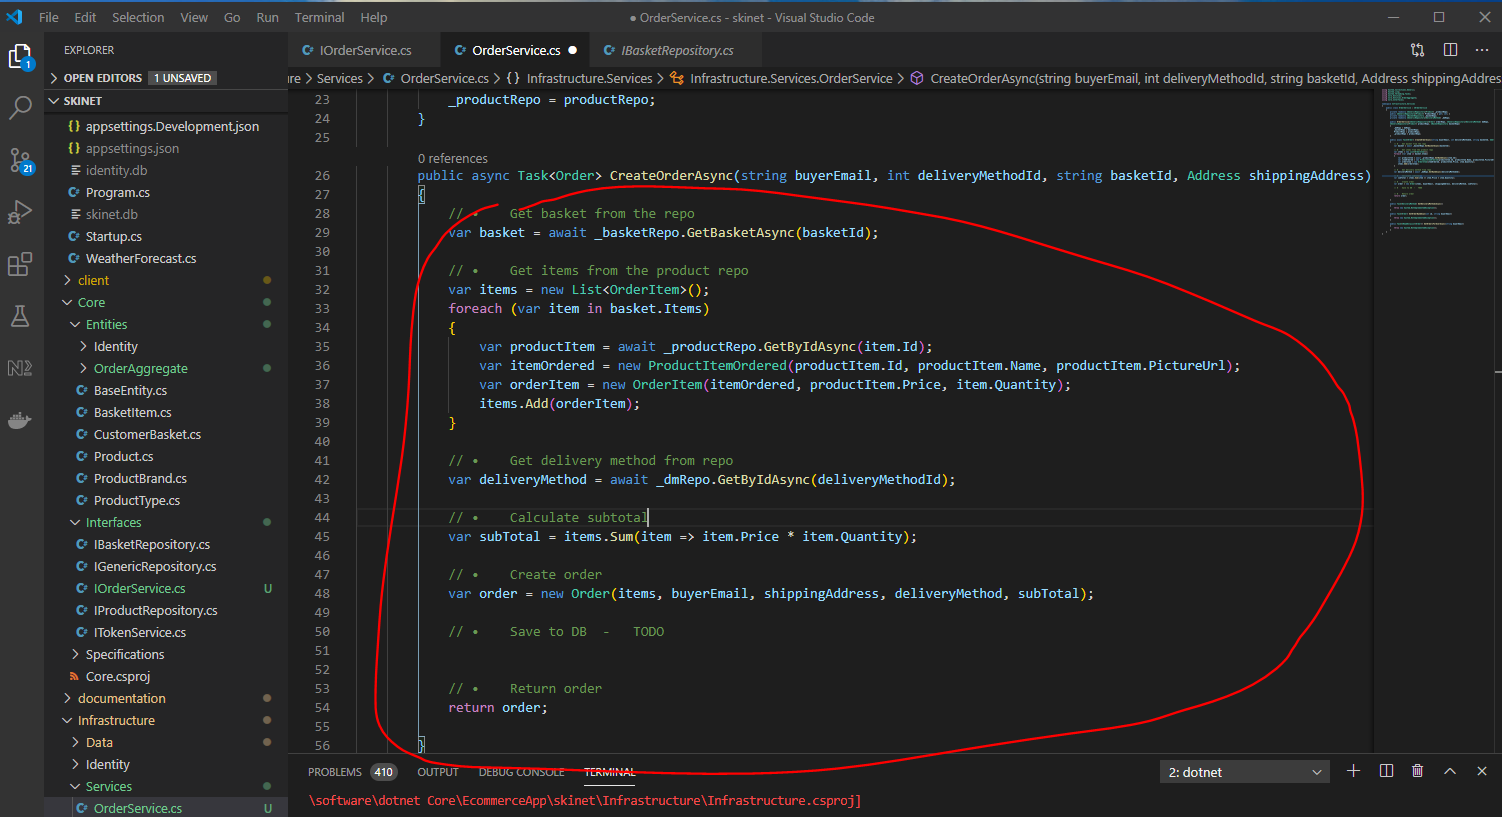 File Edit Selection View Go Run Terminal Help
● OrderService.cs - skinet - Visual Studio Code
EXPLORER
OPEN EDITORS 1 UNSAVED
SKINET
{} appsettings.Development.json
{} appsettings.json
identity.db
C# Program.cs
skinet.db
C# Startup.cs
C# WeatherForecast.cs
client
Core
Entities
Identity
OrderAggregate
C# BaseEntity.cs
C# BasketItem.cs
C# CustomerBasket.cs
C# Product.cs
C# ProductBrand.cs
C# ProductType.cs
Interfaces
C# IBasketRepository.cs
C# IGenericRepository.cs
C# IOrderService.cs U
C# IProductRepository.cs
C# ITokenService.cs
Specifications
Core.csproj
documentation
Infrastructure
Data
Identity
Services
C# OrderService.cs U
1
21
C# IOrderService.cs C# OrderService.cs ● C# IBasketRepository.cs
re > Services > C# OrderService.cs > {} Infrastructure.Services > Infrastructure.Services.OrderService > CreateOrderAsync(string buyerEmail, int deliveryMethodId, string basketId, Address shippingAddres
23 _productRepo = productRepo;
24 }
25
0 references
26 public async Task<Order> CreateOrderAsync(string buyerEmail, int deliveryMethodId, string basketId, Address shippingAddress)
27 {
28 // • Get basket from the repo
29 var basket = await _basketRepo.GetBasketAsync(basketId);
30
31 // • Get items from the product repo
32 var items = new List<OrderItem>();
33 foreach (var item in basket.Items)
34 {
35 var productItem = await _productRepo.GetByIdAsync(item.Id);
36 var itemOrdered = new ProductItemOrdered(productItem.Id, productItem.Name, productItem.PictureUrl);
37 var orderItem = new OrderItem(itemOrdered, productItem.Price, item.Quantity);
38 items.Add(orderItem);
39 }
40
41 // • Get delivery method from repo
42 var deliveryMethod = await _dmRepo.GetByIdAsync(deliveryMethodId);
43
44 // • Calculate subtotal
45 var subTotal = items.Sum(item => item.Price * item.Quantity);
46
47 // • Create order
48 var order = new Order(items, buyerEmail, shippingAddress, deliveryMethod, subTotal);
49
50 // • Save to DB - TODO
51
52
53 // • Return order
54 return order;
55
56 }
PROBLEMS 410 OUTPUT DEBUG CONSOLE TERMINAL 2: dotnet
\software\dotnet Core\EcommerceApp\skinet\Infrastructure\Infrastructure.csproj]